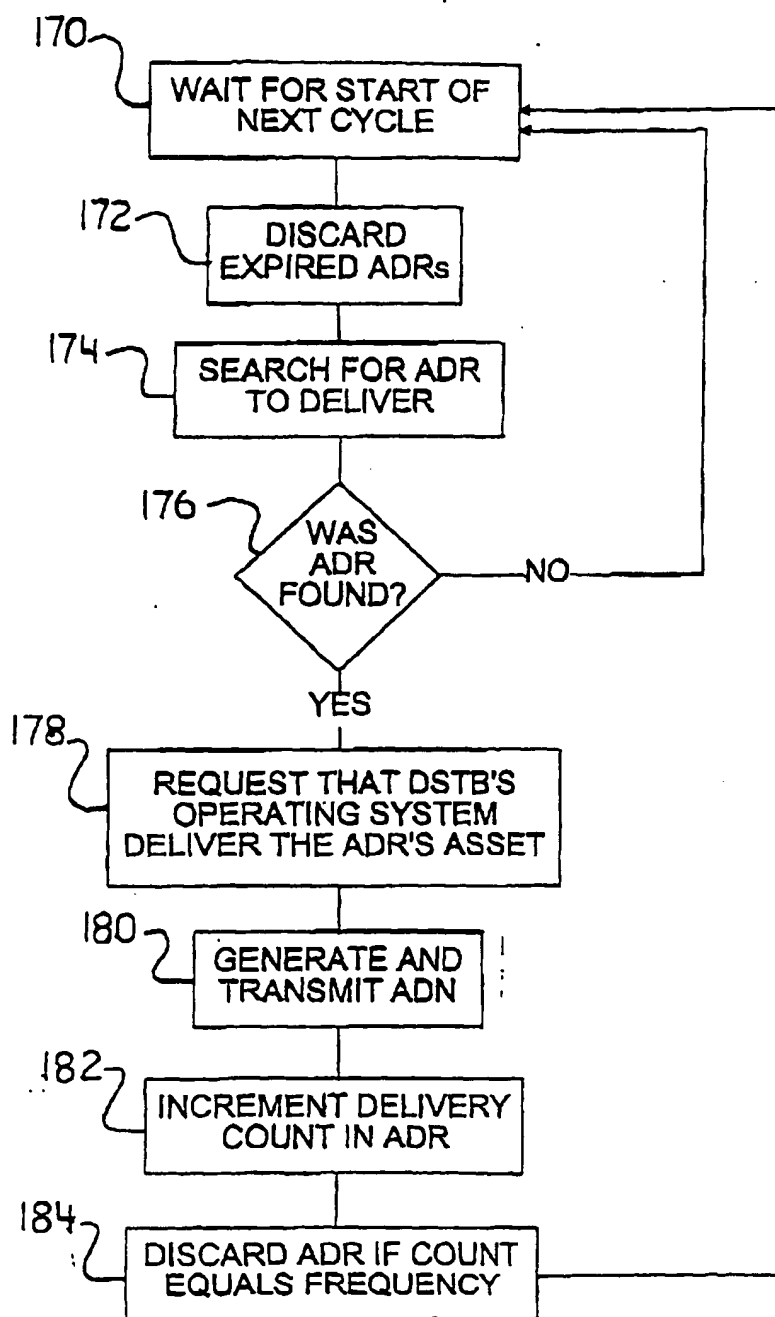 170
WAIT FOR START OF
NEXT CYCLE
172
DISCARD
EXPIRED ADRs
174
SEARCH FOR ADR
TO DELIVER
176
WAS
ADR
FOUND?
NO
YES
178
REQUEST THAT DSTB'S
OPERATING SYSTEM
DELIVER THE ADR'S ASSET
180
GENERATE AND
TRANSMIT ADN
182
INCREMENT DELIVERY
COUNT IN ADR
184
DISCARD ADR IF COUNT
EQUALS FREQUENCY